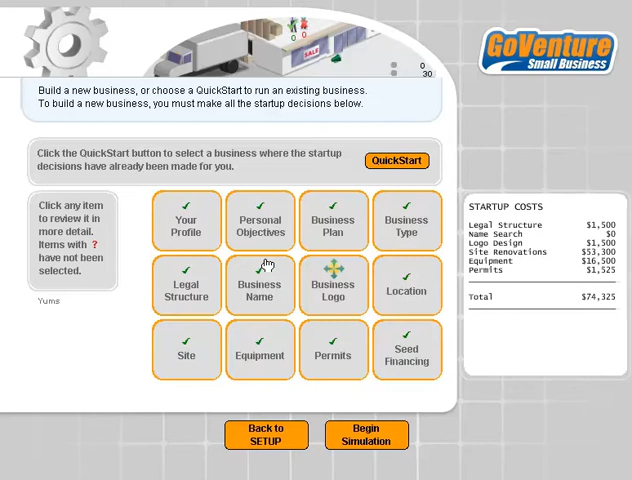 SALE
0
0
0
30
GoVenture
Small Business
Build a new business, or choose a QuickStart to run an existing business.
To build a new business, you must make all the startup decisions below.
Click the QuickStart button to select a business where the startup
decisions have already been made for you.
QuickStart
Click any item
to review it in
more detail.
Items with ?
have not been
selected.
Yums
Your
Profile
Personal
Objectives
Business
Plan
Business
Type
Legal
Structure
Business
Name
Business
Logo
Location
Site
Equipment
Permits
Seed
Financing
STARTUP COSTS
Legal Structure $1,500
Name Search $0
Logo Design $1,500
Site Renovations $53,300
Equipment $16,500
Permits $1,525
Total $74,325
Back to
SETUP
Begin
Simulation